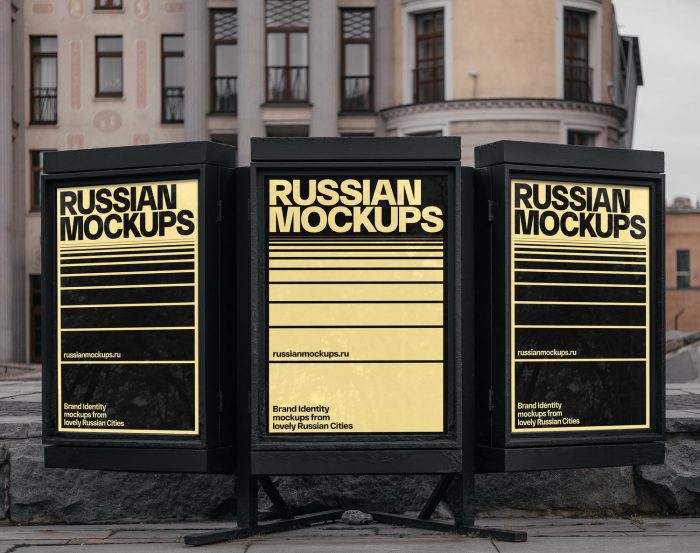 RUSSIAN
MOCKUPS
russianmockups.ru
Brand Identity
mockups from
lovely Russian Cities
RUSSIAN
MOCKUPS
russianmockups.ru
Brand Identity
mockups from
lovely Russian Cities
RUSSIAN
MOCKUPS
russianmockups.ru
Brand Identity
mockups from
lovely Russian Cities